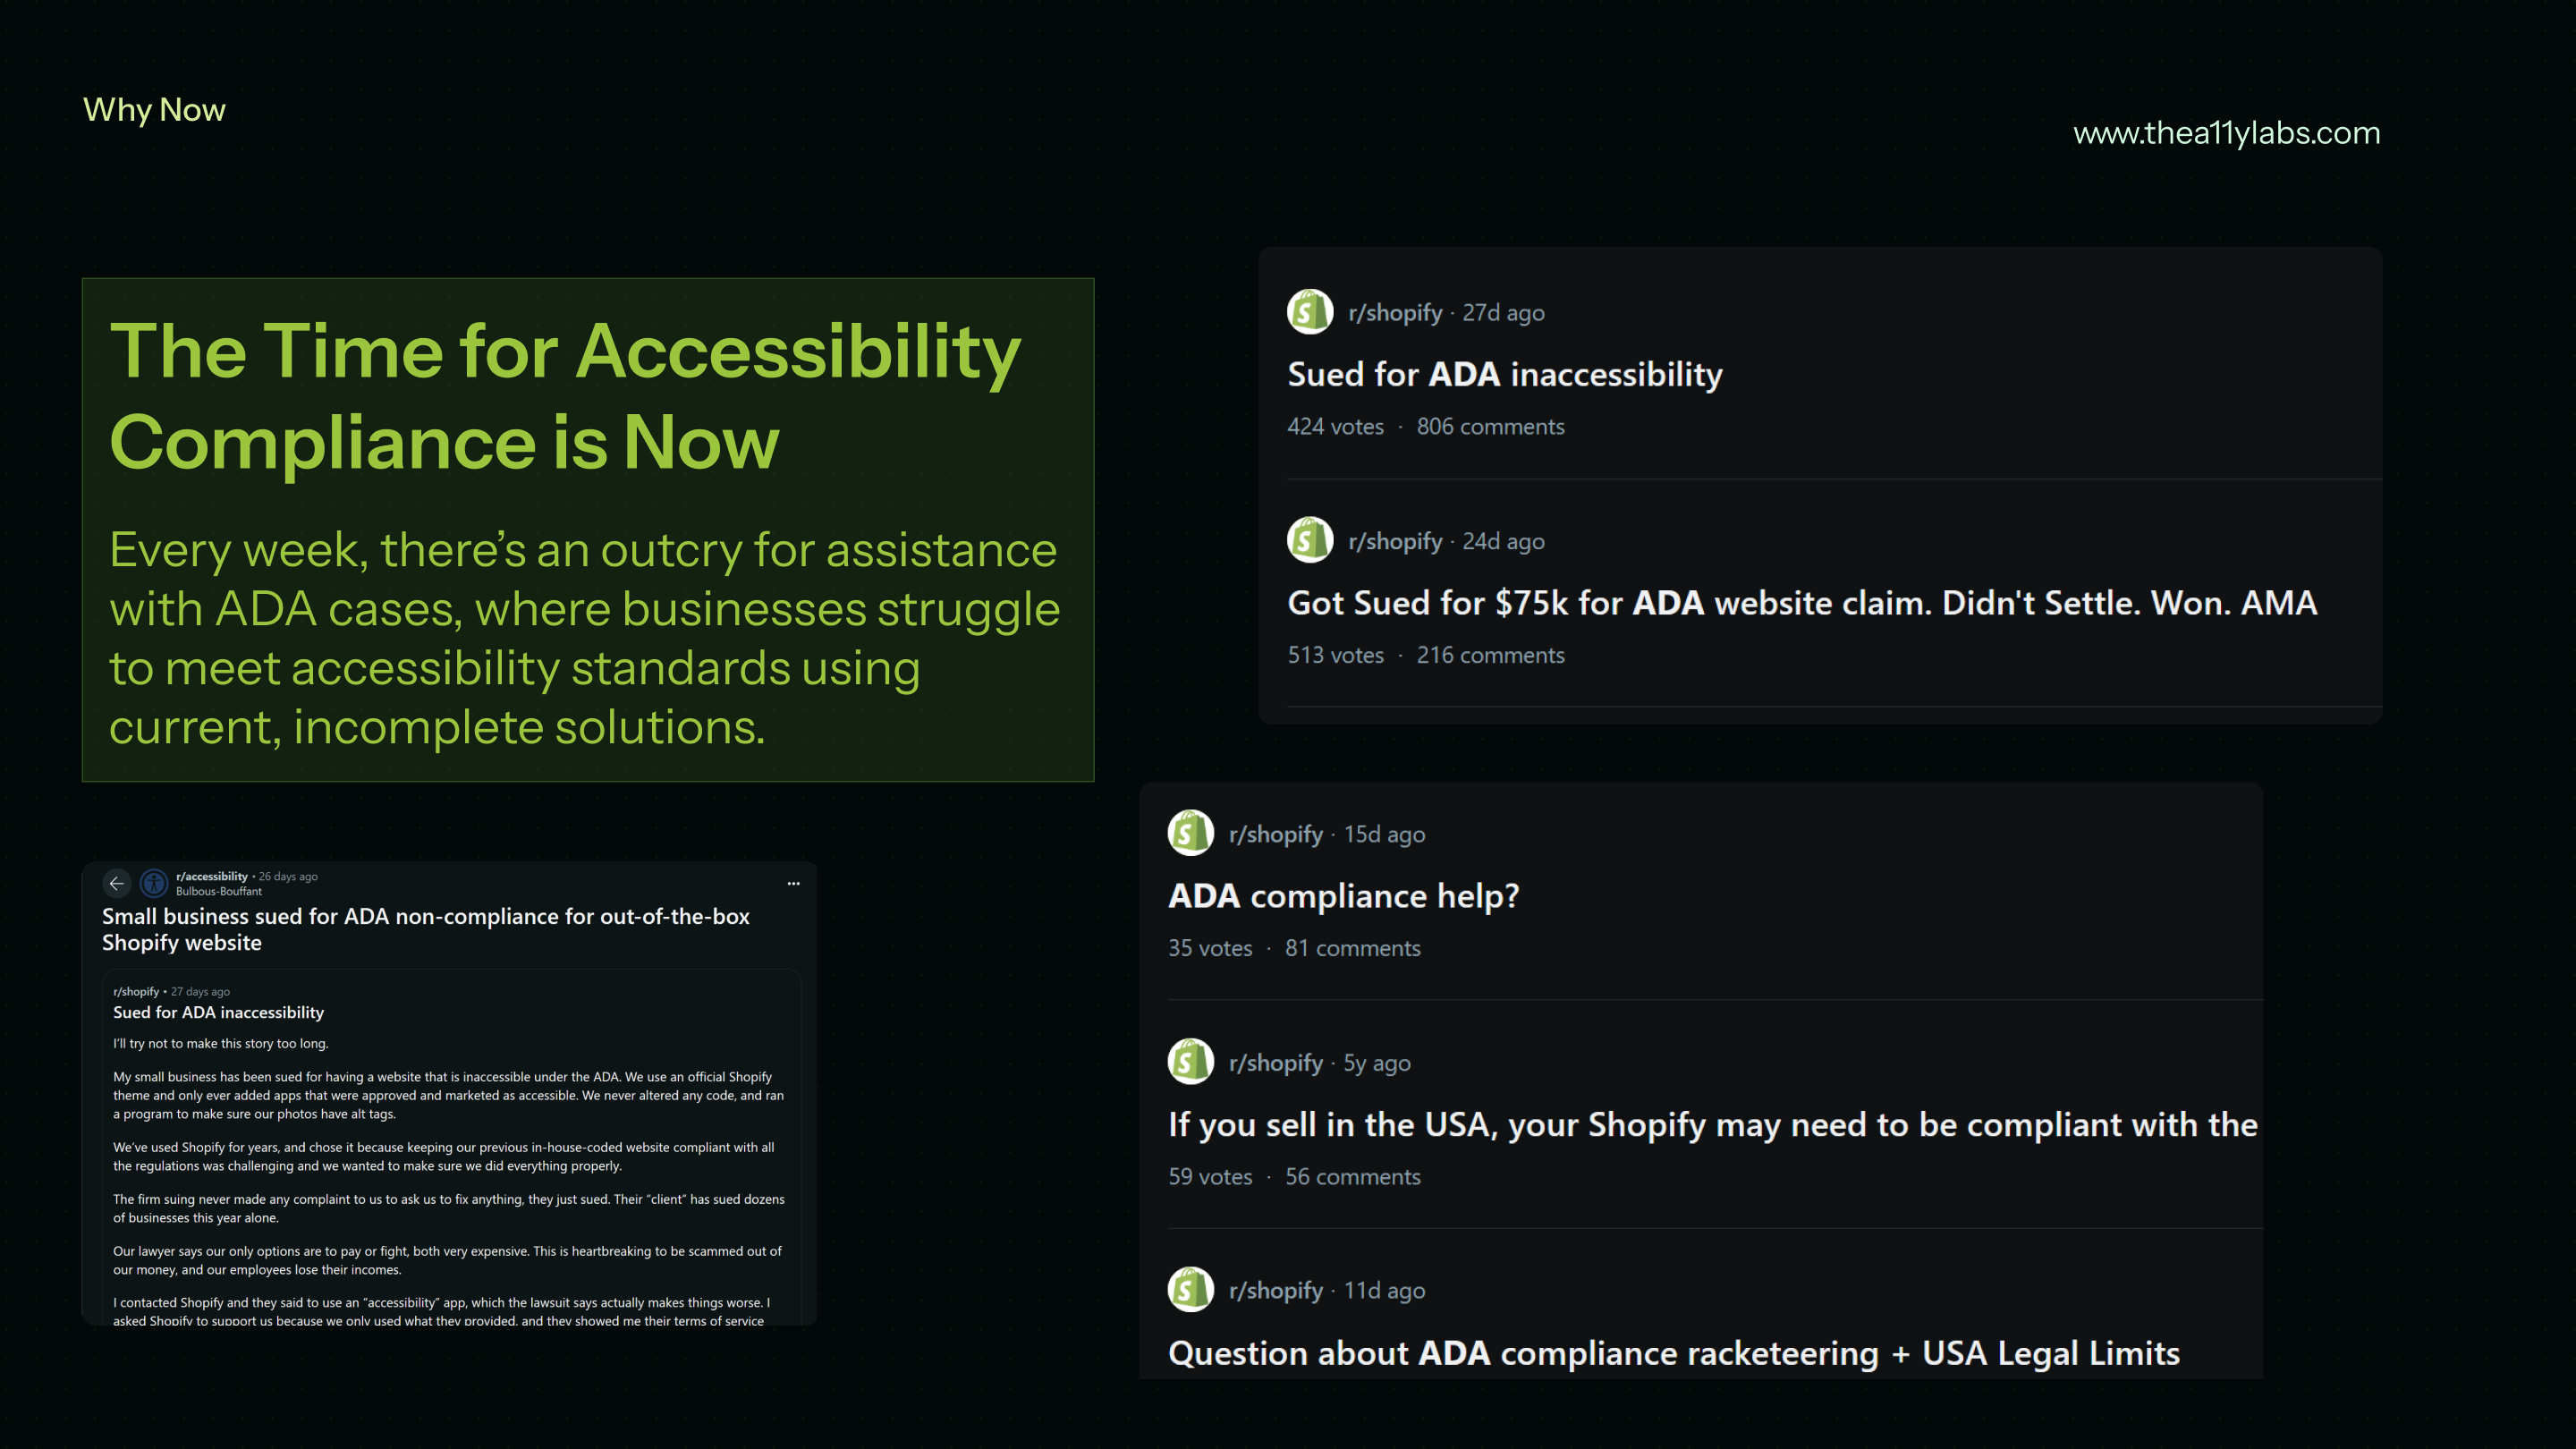 Why Now
www.thea11ylabs.com
The Time for Accessibility
Compliance is Now
Every week, there’s an outcry for assistance
with ADA cases, where businesses struggle
to meet accessibility standards using
current, incomplete solutions.
r/shopify · 27d ago
Sued for ADA inaccessibility
424 votes · 806 comments
r/shopify · 24d ago
Got Sued for $75k for ADA website claim. Didn't Settle. Won. AMA
513 votes · 216 comments
r/accessibility • 26 days ago
Bulbous-Bouffant
Small business sued for ADA non-compliance for out-of-the-box
Shopify website
r/shopify • 27 days ago
Sued for ADA inaccessibility
I’ll try not to make this story too long.
My small business has been sued for having a website that is inaccessible under the ADA. We use an official Shopify
theme and only ever added apps that were approved and marketed as accessible. We never altered any code, and ran
a program to make sure our photos have alt tags.
We’ve used Shopify for years, and chose it because keeping our previous in-house-coded website compliant with all
the regulations was challenging and we wanted to make sure we did everything properly.
The firm suing never made any complaint to us to ask us to fix anything, they just sued. Their “client” has sued dozens
of businesses this year alone.
Our lawyer says our only options are to pay or fight, both very expensive. This is heartbreaking to be scammed out of
our money, and our employees lose their incomes.
I contacted Shopify and they said to use an “accessibility” app, which the lawsuit says actually makes things worse. I
asked Shopify to support us because we only used what they provided, and they showed me their terms of service
r/shopify · 15d ago
ADA compliance help?
35 votes · 81 comments
r/shopify · 5y ago
If you sell in the USA, your Shopify may need to be compliant with the
59 votes · 56 comments
r/shopify · 11d ago
Question about ADA compliance racketeering + USA Legal Limits